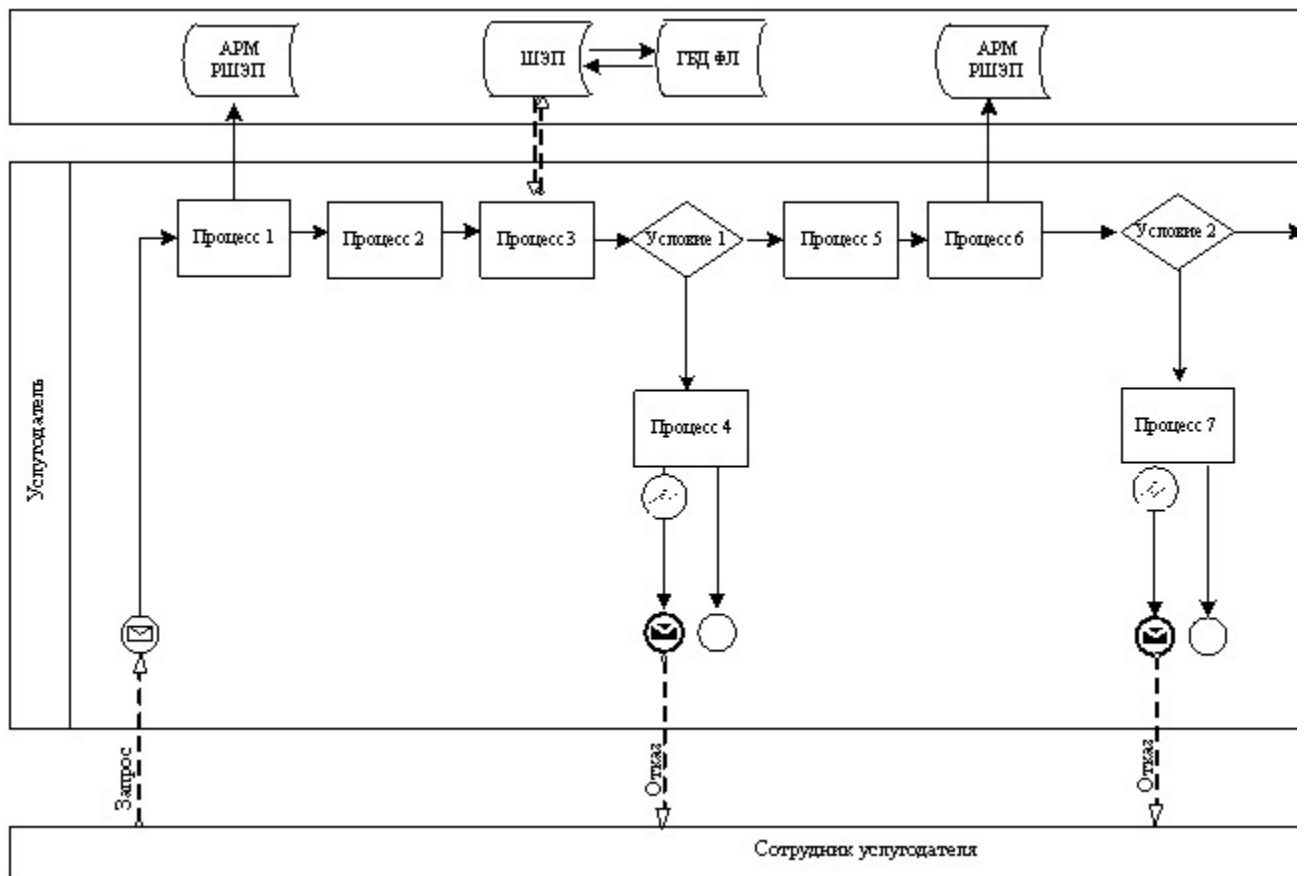 АРМ
РШЭП
ШЭП
ГБД ФЛ
АРМ
РШЭП
Услугодатель
Процесс 1
Процесс 2
Процесс 3
Условие 1
Процесс 5
Процесс 6
Условие 2
Процесс 4
Процесс 7
Запрос
Отказ
Отказ
Сотрудник услугодателя